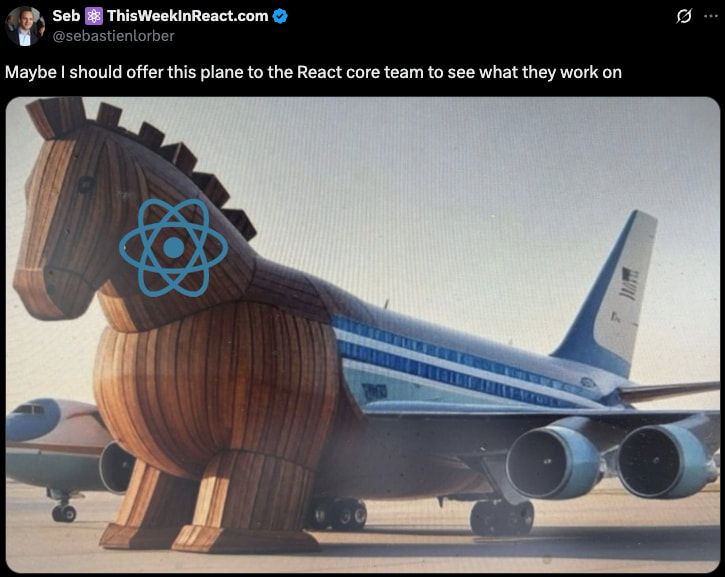 Seb ⚛️ ThisWeekInReact.com
@sebastienlorber
Maybe I should offer this plane to the React core team to see what they work on